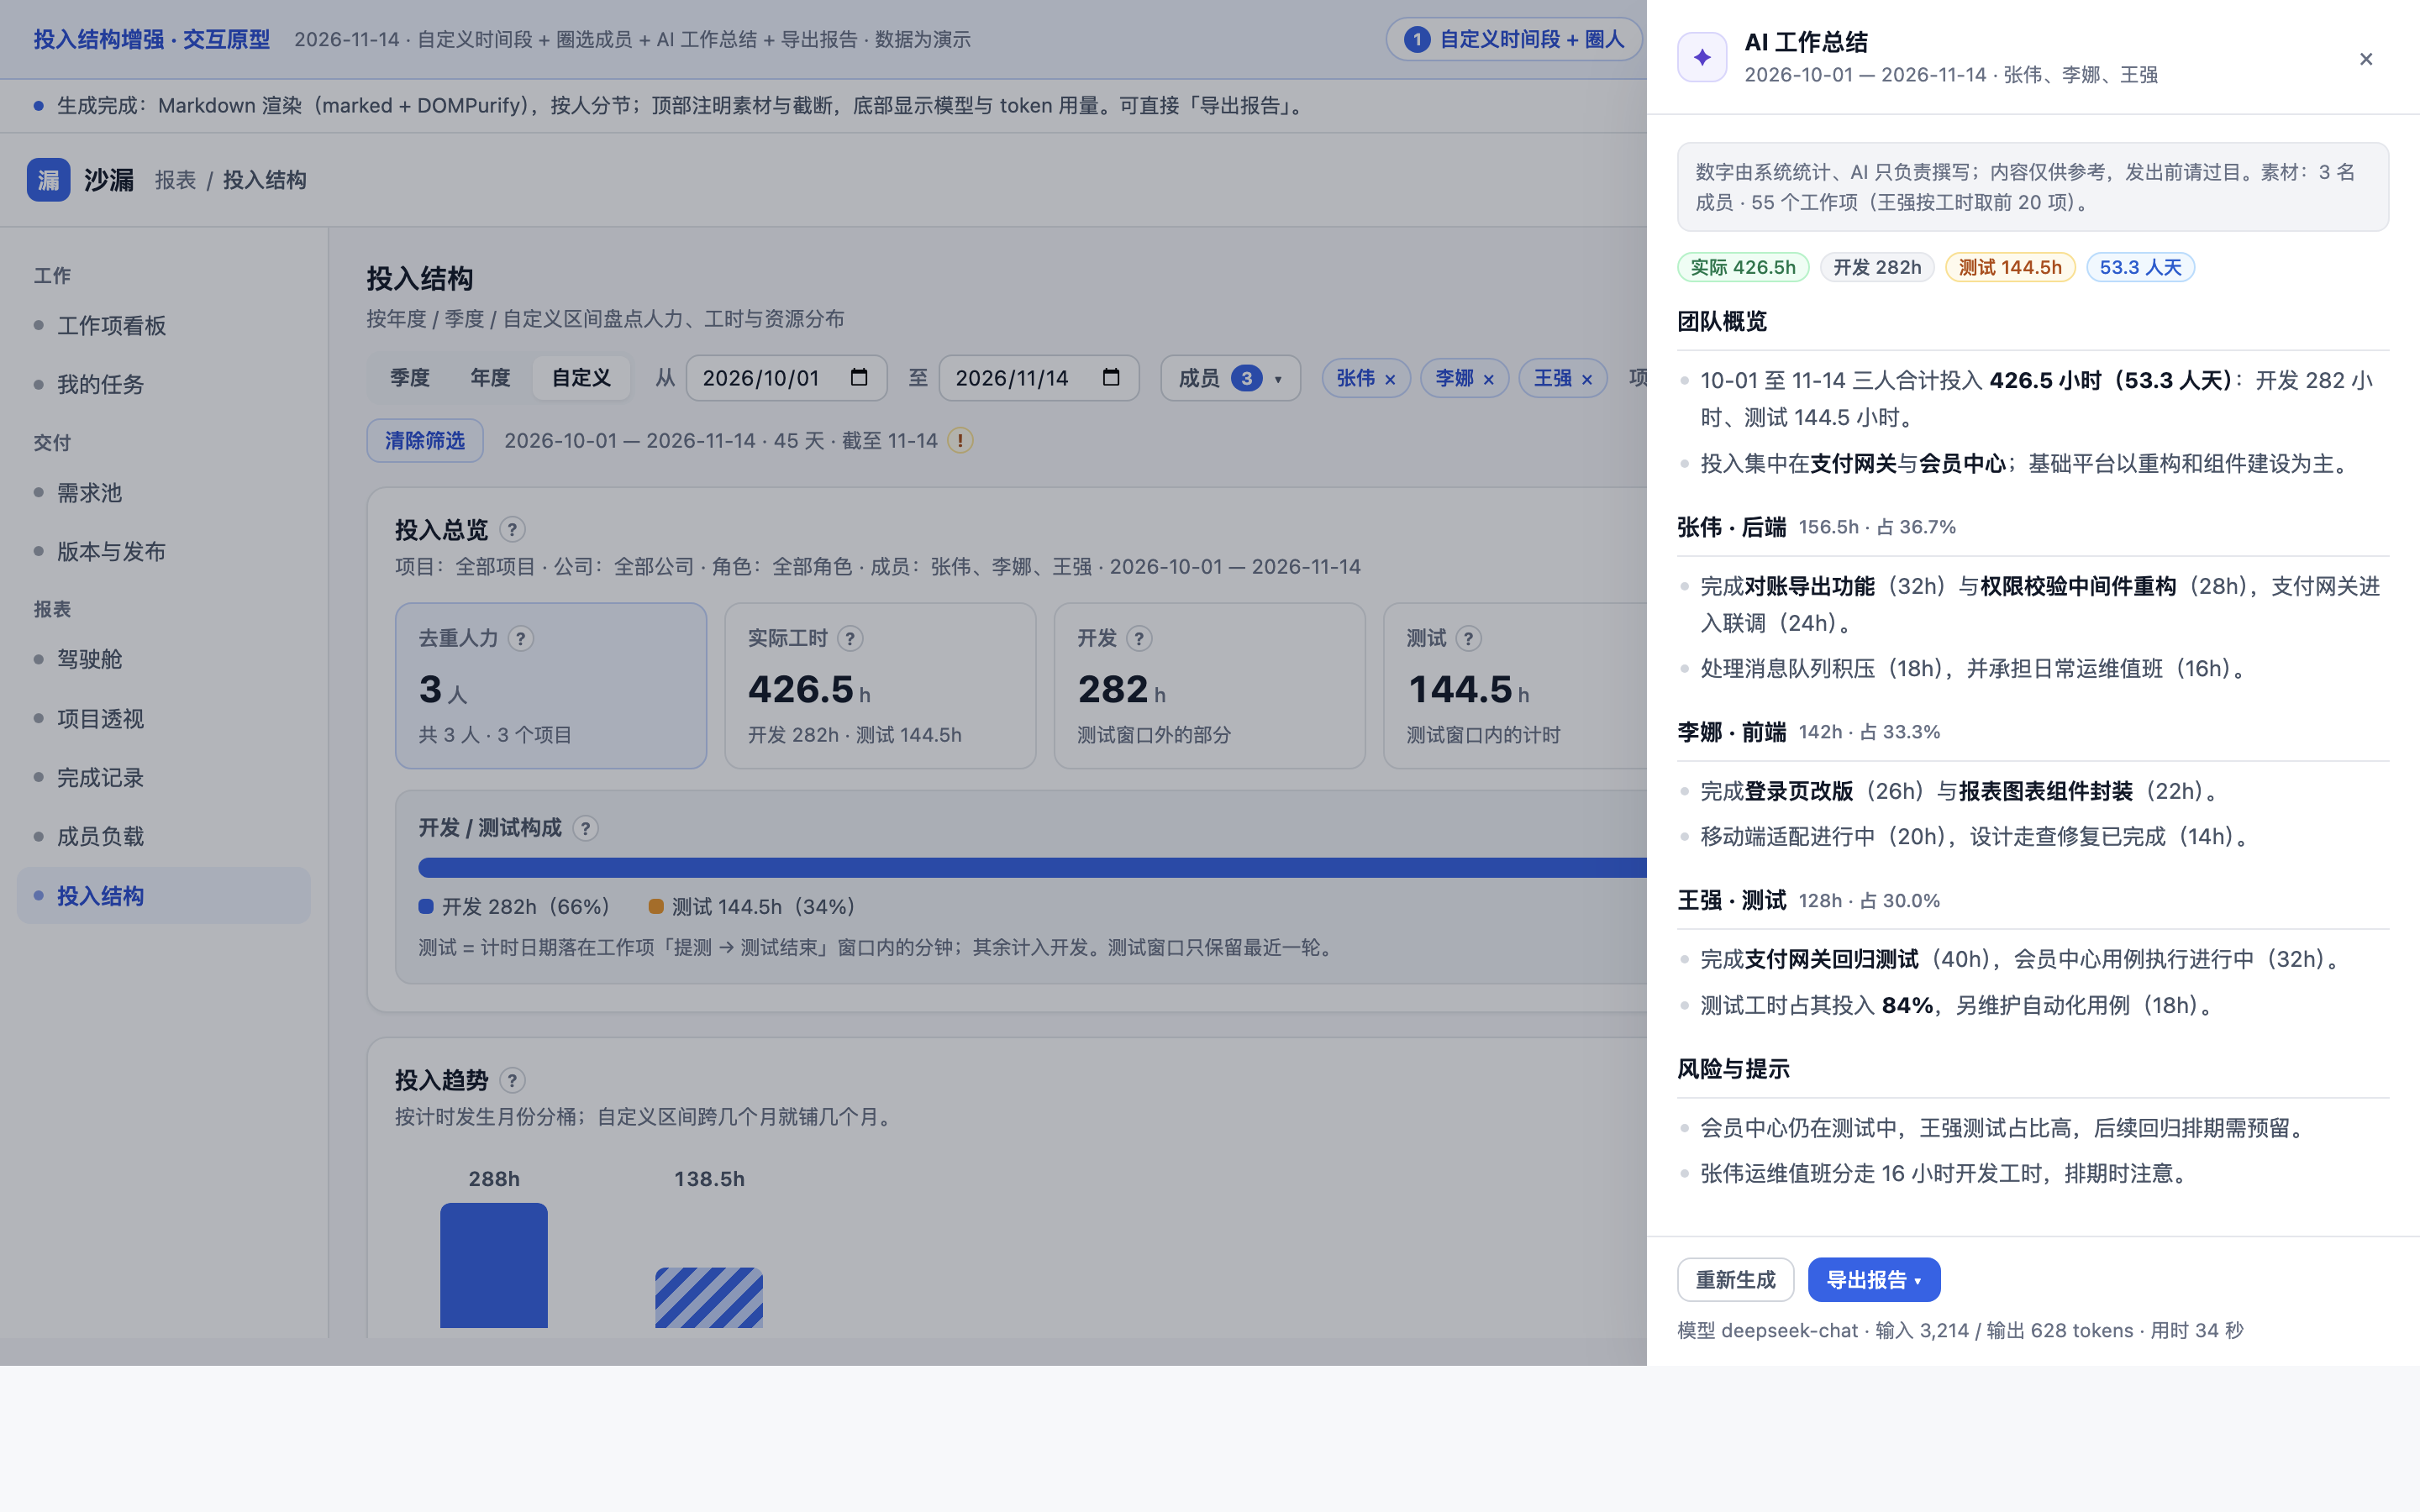 投入结构增强 · 交互原型 2026-11-14 · 自定义时间段 + 圈选成员 + AI 工作总结 + 导出报告 · 数据为演示
1 自定义时间段 + 圈人
生成完成：Markdown 渲染（marked + DOMPurify），按人分节；顶部注明素材与截断，底部显示模型与 token 用量。可直接「导出报告」。
漏 沙漏 报表 / 投入结构
工作
工作项看板
我的任务
交付
需求池
版本与发布
报表
驾驶舱
项目透视
完成记录
成员负载
投入结构
投入结构
按年度 / 季度 / 自定义区间盘点人力、工时与资源分布
季度 年度 自定义 从 2026/10/01 至 2026/11/14 成员 3 ▾ 张伟 × 李娜 × 王强 × 项
清除筛选 2026-10-01 — 2026-11-14 · 45 天 · 截至 11-14 !
投入总览 ?
项目：全部项目 · 公司：全部公司 · 角色：全部角色 · 成员：张伟、李娜、王强 · 2026-10-01 — 2026-11-14
去重人力 ?
3 人
共 3 人 · 3 个项目
实际工时 ?
426.5 h
开发 282h · 测试 144.5h
开发 ?
282 h
测试窗口外的部分
测试 ?
144.5 h
测试窗口内的计时
开发 / 测试构成 ?
开发 282h（66%） 测试 144.5h（34%）
测试 = 计时日期落在工作项「提测 → 测试结束」窗口内的分钟；其余计入开发。测试窗口只保留最近一轮。
投入趋势 ?
按计时发生月份分桶；自定义区间跨几个月就铺几个月。
288h 138.5h
AI 工作总结
2026-10-01 — 2026-11-14 · 张伟、李娜、王强
×
数字由系统统计、AI 只负责撰写；内容仅供参考，发出前请过目。素材：3 名
成员 · 55 个工作项（王强按工时取前 20 项）。
实际 426.5h 开发 282h 测试 144.5h 53.3 人天
团队概览
10-01 至 11-14 三人合计投入 426.5 小时（53.3 人天）：开发 282 小
时、测试 144.5 小时。
投入集中在支付网关与会员中心；基础平台以重构和组件建设为主。
张伟 · 后端 156.5h · 占 36.7%
完成对账导出功能（32h）与权限校验中间件重构（28h），支付网关进
入联调（24h）。
处理消息队列积压（18h），并承担日常运维值班（16h）。
李娜 · 前端 142h · 占 33.3%
完成登录页改版（26h）与报表图表组件封装（22h）。
移动端适配进行中（20h），设计走查修复已完成（14h）。
王强 · 测试 128h · 占 30.0%
完成支付网关回归测试（40h），会员中心用例执行进行中（32h）。
测试工时占其投入 84%，另维护自动化用例（18h）。
风险与提示
会员中心仍在测试中，王强测试占比高，后续回归排期需预留。
张伟运维值班分走 16 小时开发工时，排期时注意。
重新生成 导出报告 ▾
模型 deepseek-chat · 输入 3,214 / 输出 628 tokens · 用时 34 秒